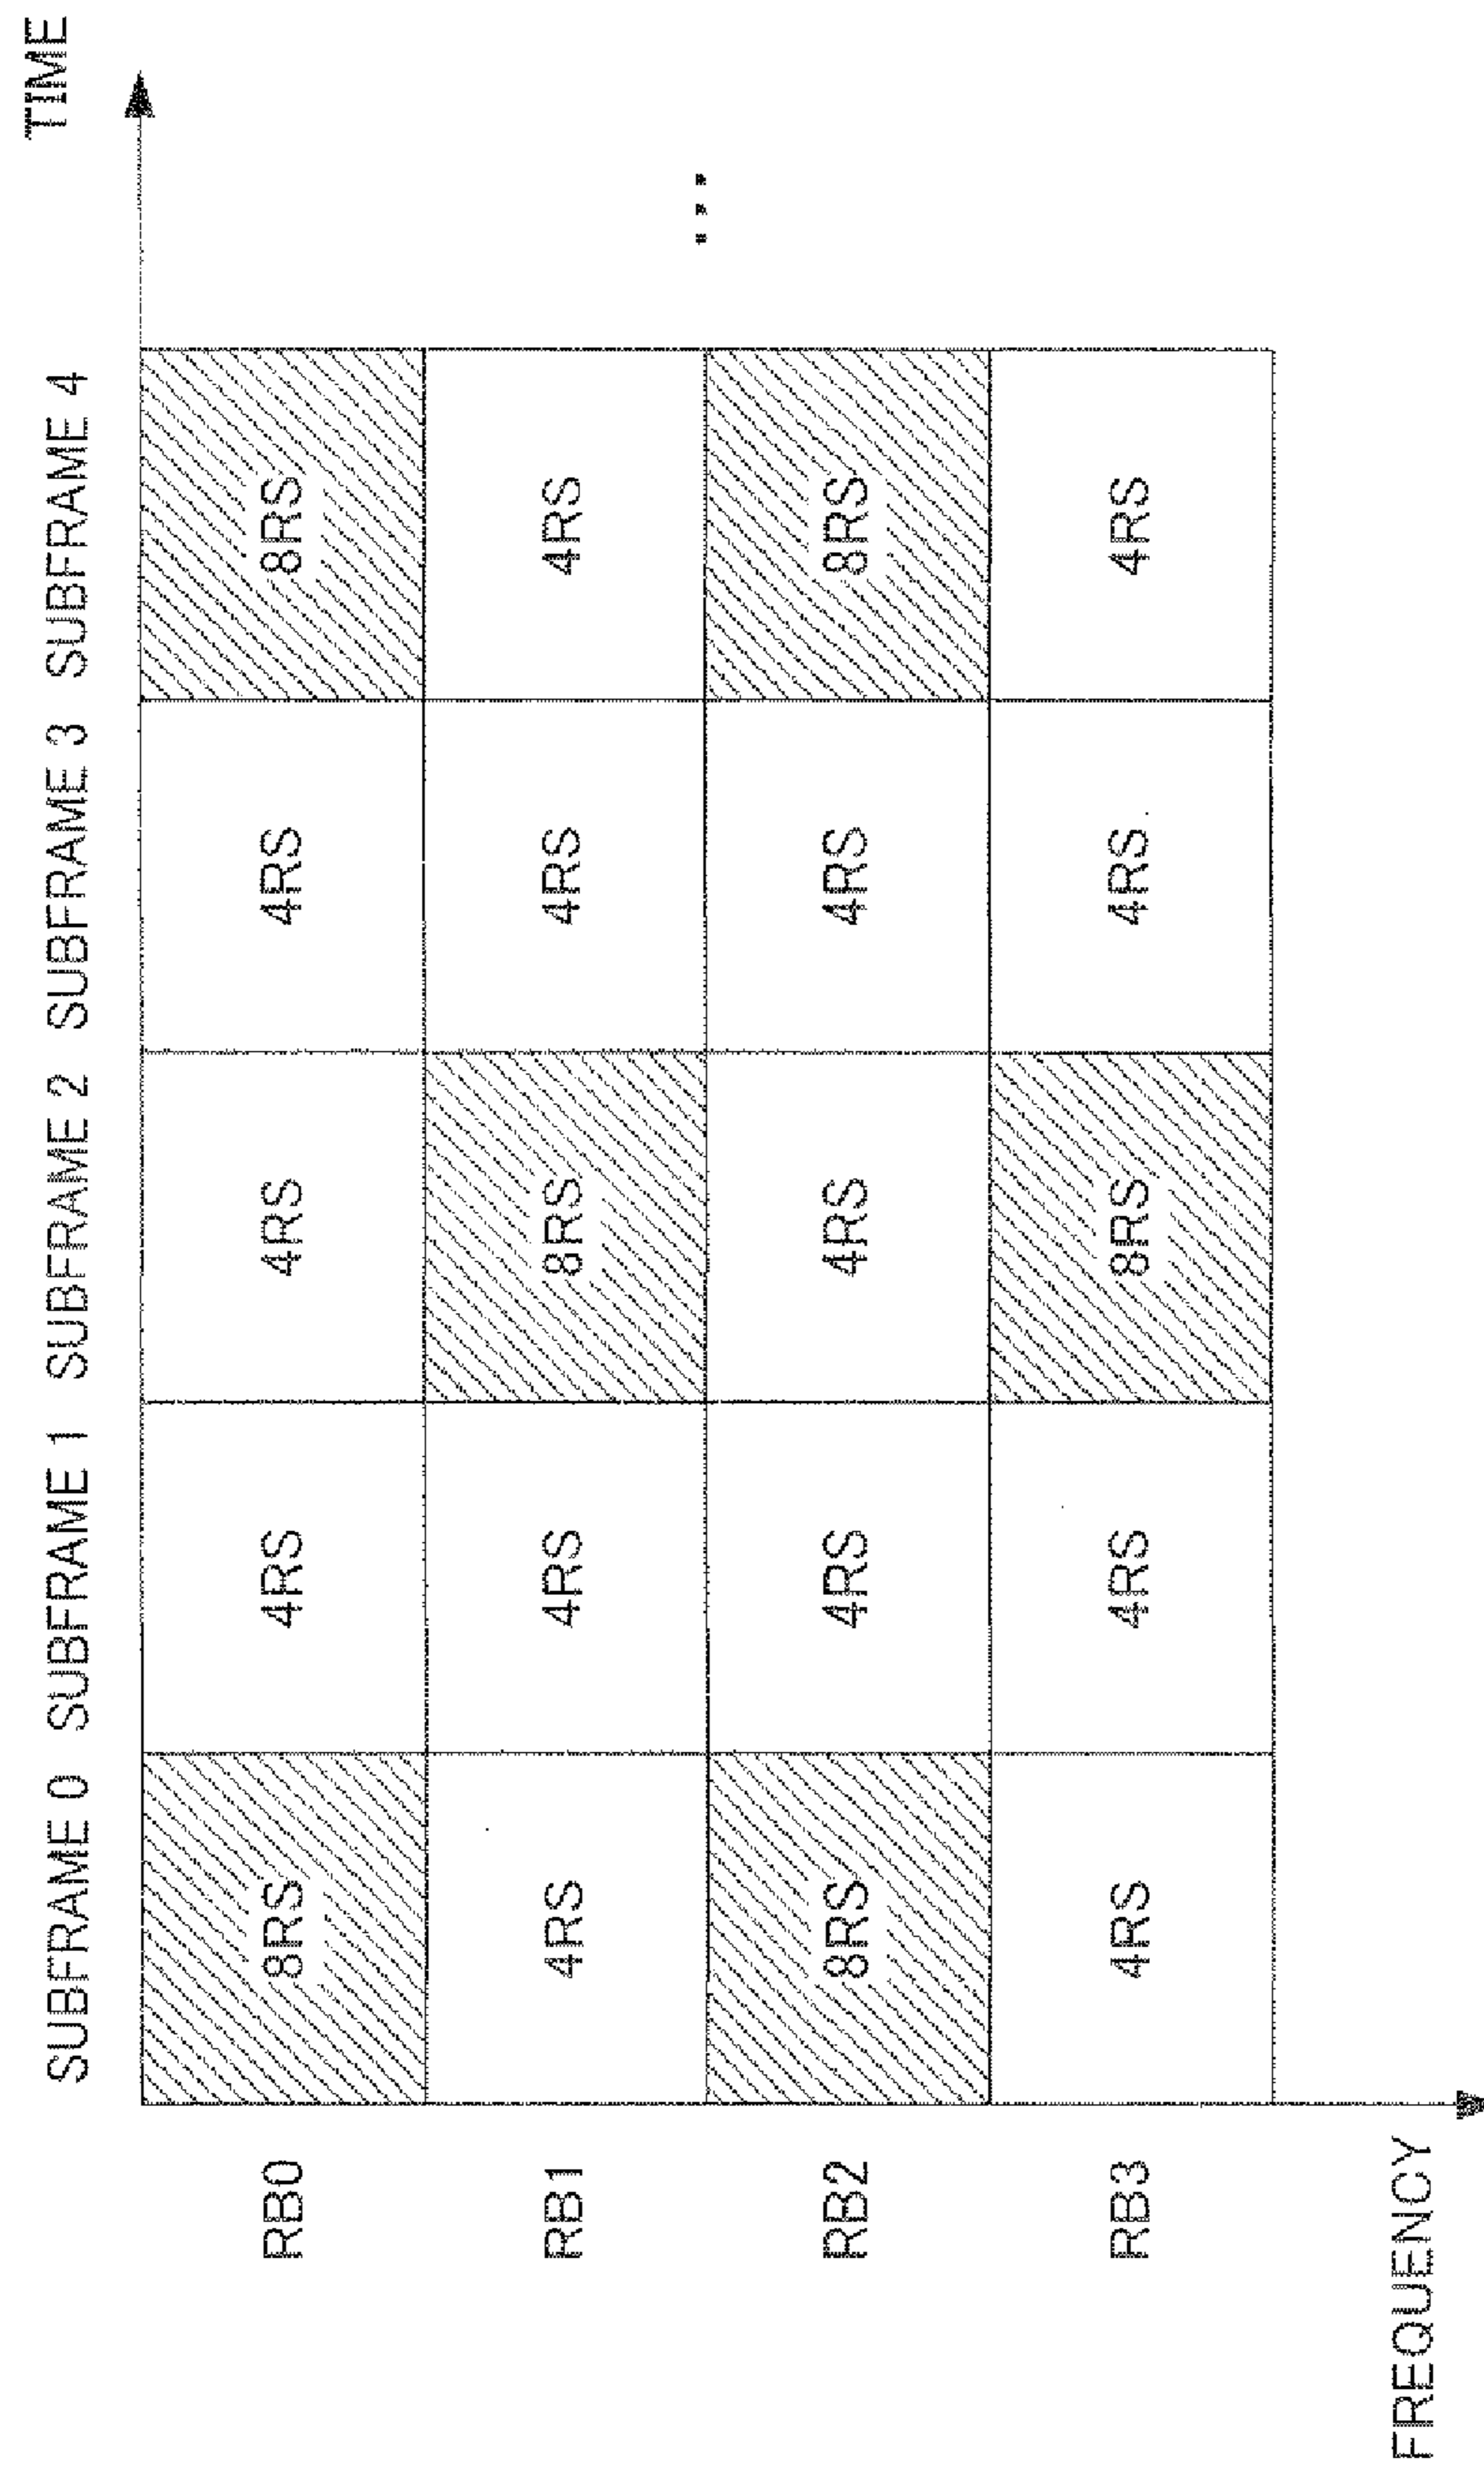 TIME
SUBFRAME 0 SUBFRAME 1 SUBFRAME 2 SUBFRAME 3 SUBFRAME 4
RB0 8RS 4RS 4RS 4RS 8RS
RB1 4RS 4RS 8RS 4RS 4RS
RB2 8RS 4RS 4RS 4RS 8RS
RB3 4RS 4RS 8RS 4RS 4RS
...
FREQUENCY